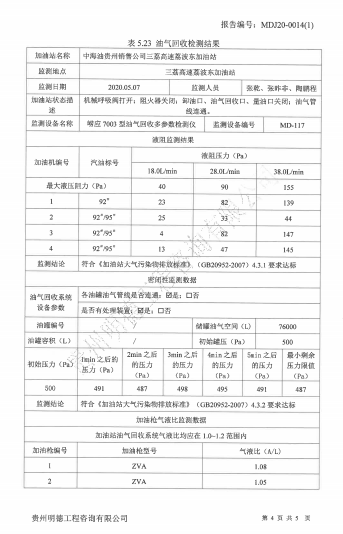 报告编号：MDJ20-0014(1)
表 5.23 油气回收检测结果
加油站名称 中海油贵州销售公司三荔高速荔波东加油站
监测地点 三荔高速荔波东加油站
监测日期 2020.05.07 监测人员 张乾、张昨非、陶鹏程
加油站状态描述 机械呼吸阀打开；阻火器关闭；卸油口、油气回收口、量油口关闭；油气管线连通。
监测设备名称 崂应 7003 型油气回收多参数检测仪 监测设备编号 MD-117
液阻监测结果
加油机编号 汽油标号 液阻压力（Pa）
18.0L/min 28.0L/min 38.0L/min
最大液压阻力（Pa） 40 90 155
1 92# 23 82 139
2 92#/95# 25 33 44
3 92#/95# 4 82 147
4 92#/95# 13 47 145
监测结论 符合《加油站大气污染物排放标准》（GB20952-2007）4.3.1 要求达标
密闭性监测数据
油气回收系统设备参数 各油罐油气管线是否连通：☑是；☐否
是否有处理装置：☑是；☐否
油罐编号 储罐油气空间（L） 76000
油罐容积（L） / 初始罐压（Pa） 500
初始压力（Pa） 1min之后的压力（Pa） 2min 之后的压力（Pa） 3min 之后的压力（Pa） 4min 之后的压力（Pa） 5min 之后的压力（Pa） 最小剩余压力限值（Pa）
500 491 487 498 495 491 487
监测结论 符合《加油站大气污染物排放标准》（GB20952-2007）4.3.2 要求达标
加油枪气液比监测数据
加油站油气回收系统气液比均应在 1.0~1.2 范围内
加油枪编号 加油枪型号 气液比（A/L）
1 ZVA 1.08
2 ZVA 1.05
贵州明德工程咨询有限公司 第 4 页 共 5 页